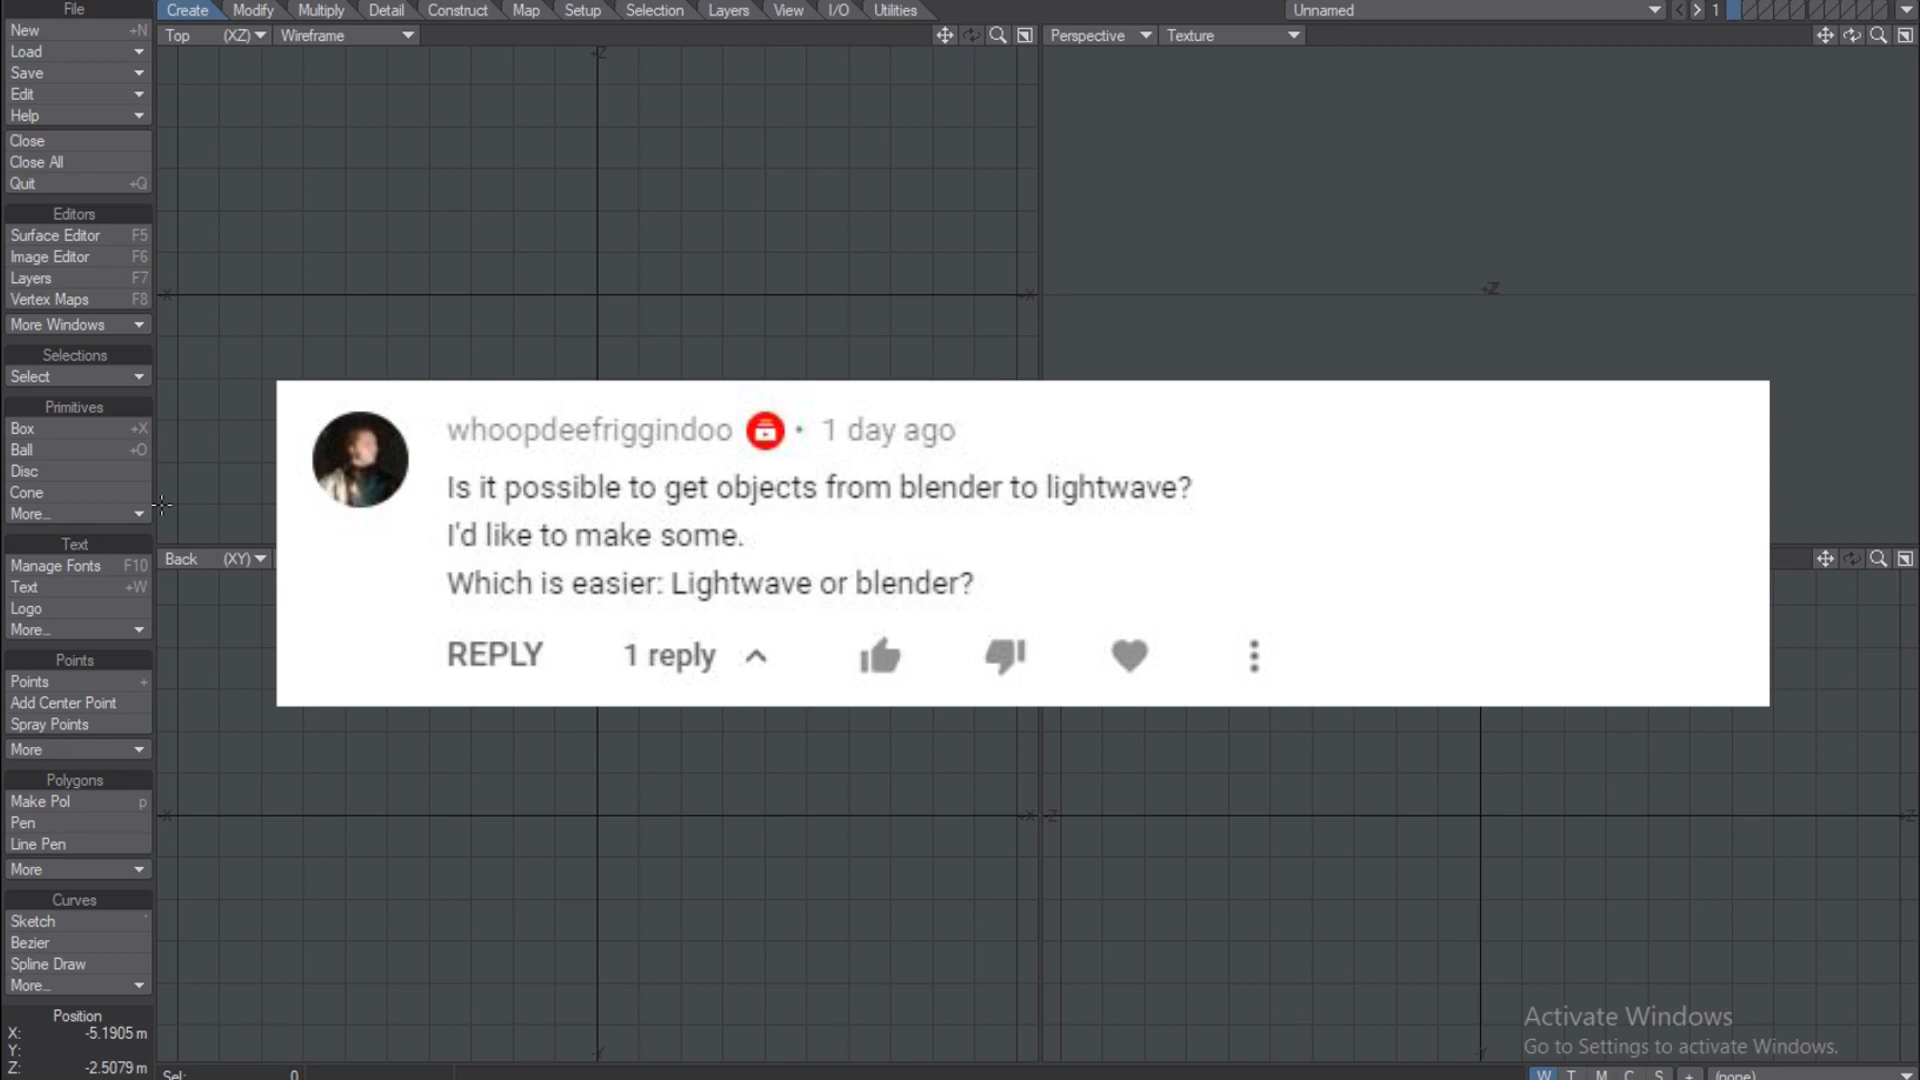 File
Create Modify Multiply Detail Construct Map Setup Selection Layers View I/O Utilities
Unnamed
1
New +N
Load
Save
Edit
Help
Close
Close All
Quit +Q
Editors
Surface Editor F5
Image Editor F6
Layers F7
Vertex Maps F8
More Windows
Selections
Select
Primitives
Box +X
Ball +O
Disc
Cone
More...
Text
Manage Fonts F10
Text +W
Logo
More...
Points
Points +
Add Center Point
Spray Points
More
Polygons
Make Pol p
Pen
Line Pen
More
Curves
Sketch
Bezier
Spline Draw
More...
Position
X: -5.1905 m
Y:
Z: -2.5079 m
Top (XZ) Wireframe
Perspective Texture
Back (XY)
whoopdeefriggindoo • 1 day ago
Is it possible to get objects from blender to lightwave?
I'd like to make some.
Which is easier: Lightwave or blender?
REPLY 1 reply
Activate Windows
Go to Settings to activate Windows.
Sel: 0
W T M C S + (none)